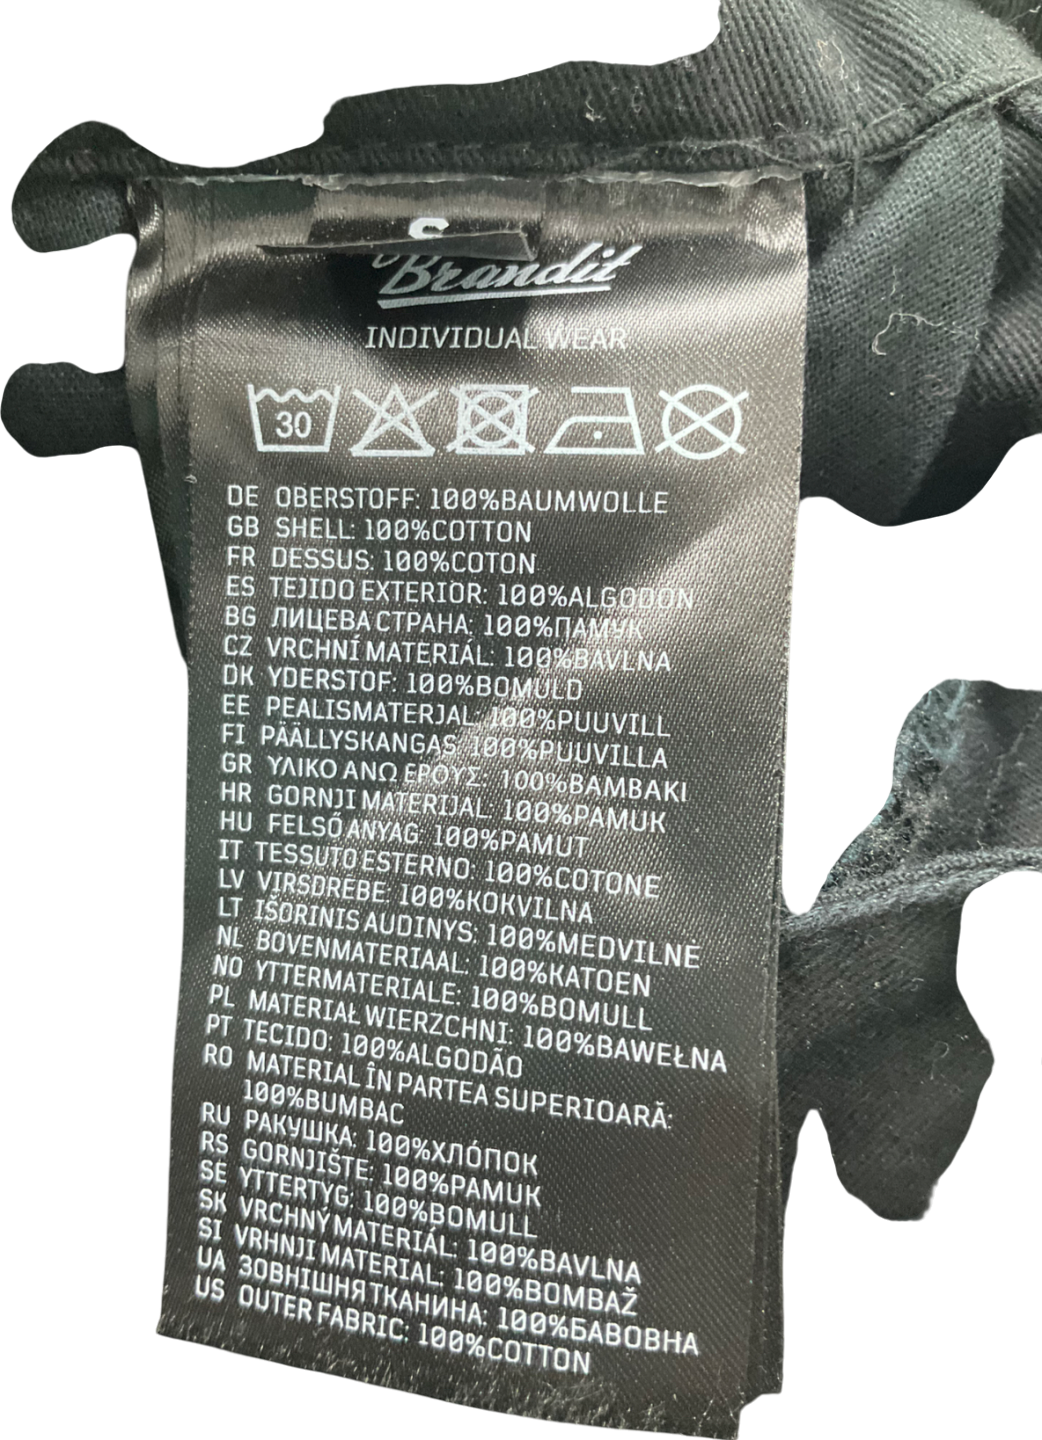 S
Brandit
INDIVIDUAL WEAR
30
DE OBERSTOFF: 100%BAUMWOLLE
GB SHELL: 100%COTTON
FR DESSUS: 100%COTON
ES TEJIDO EXTERIOR: 100%ALGODON
BG ЛИЦЕВА СТРАНА: 100%ПАМУК
CZ VRCHNÍ MATERIÁL: 100%BAVLNA
DK YDERSTOF: 100%BOMULD
EE PEALISMATERJAL: 100%PUUVILL
FI PÄÄLLYSKANGAS: 100%PUUVILLA
GR ΥΛΙΚΟ ΑΝΩ ΕΡΟΥΣ: 100%BAMBAKI
HR GORNJI MATERIJAL: 100%PAMUK
HU FELSŐ ANYAG: 100%PAMUT
IT TESSUTO ESTERNO: 100%COTONE
LV VIRSDREBE: 100%KOKVILNA
LT IŠORINIS AUDINYS: 100%MEDVILNE
NL BOVENMATERIAAL: 100%KATOEN
NO YTTERMATERIALE: 100%BOMULL
PL MATERIAŁ WIERZCHNI: 100%BAWEŁNA
PT TECIDO: 100%ALGODÃO
RO MATERIAL ÎN PARTEA SUPERIOARĂ:
100%BUMBAC
RU РАКУШКА: 100%ХЛÓПОК
RS GORNJIŠTE: 100%PAMUK
SE YTTERTYG: 100%BOMULL
SK VRCHNÝ MATERIÁL: 100%BAVLNA
SI VRHNJI MATERIAL: 100%BOMBAŽ
UA ЗОВНІШНЯ ТКАНИНА: 100%БАВОВНА
US OUTER FABRIC: 100%COTTON